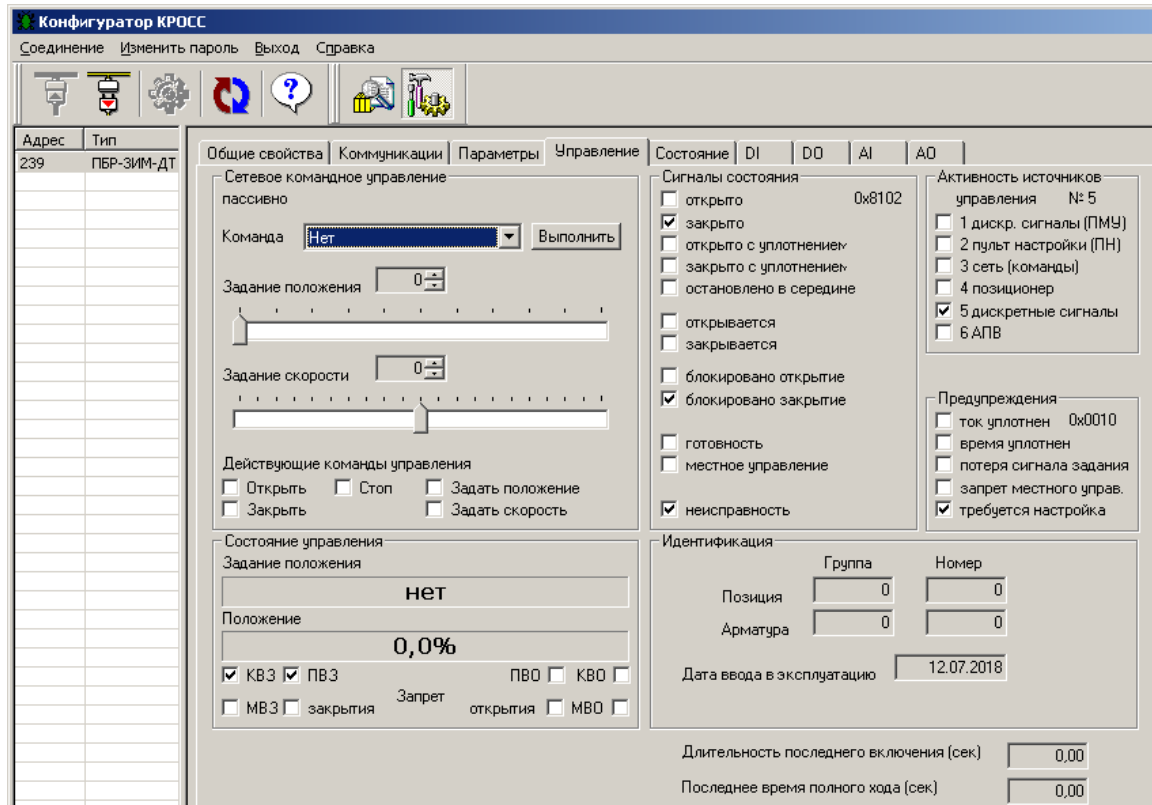 Конфигуратор КРОСС
Соединение Изменить пароль Выход Справка
Адрес Тип
239 ПБР-ЗИМ-ДТ
Общие свойства Коммуникации Параметры Управление Состояние DI DO AI AO
Сетевое командное управление
пассивно
Команда Нет Выполнить
Задание положения 0
Задание скорости 0
Действующие команды управления
Открыть Стоп Задать положение
Закрыть Задать скорость
Состояние управления
Задание положения
нет
Положение
0,0%
КВЗ ПВЗ ПВО КВО
Запрет
МВЗ закрытия открытия МВО
Сигналы состояния
открыто 0x8102
закрыто
открыто с уплотнением
закрыто с уплотнением
остановлено в середине
открывается
закрывается
блокировано открытие
блокировано закрытие
готовность
местное управление
неисправность
Активность источников
управления № 5
1 дискр. сигналы (ПМУ)
2 пульт настройки (ПН)
3 сеть (команды)
4 позиционер
5 дискретные сигналы
6 АПВ
Предупреждения
ток уплотнен 0x0010
время уплотнен
потеря сигнала задания
запрет местного управ.
требуется настройка
Идентификация
Группа Номер
Позиция 0 0
Арматура 0 0
Дата ввода в эксплуатацию 12.07.2018
Длительность последнего включения (сек) 0,00
Последнее время полного хода (сек) 0,00